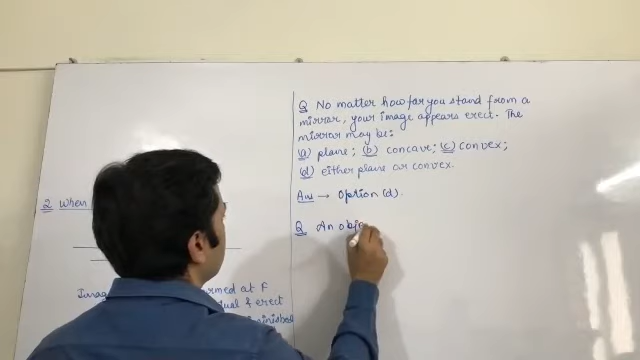 2 When
Image
rmed at F
ual & erect
inished
Q No matter how far you stand from a
mirror, your image appears erect. The
mirror may be:
(a) plane; (b) concave; (c) convex;
(d) either plane or convex.
Ans → Option (d).
Q An obje